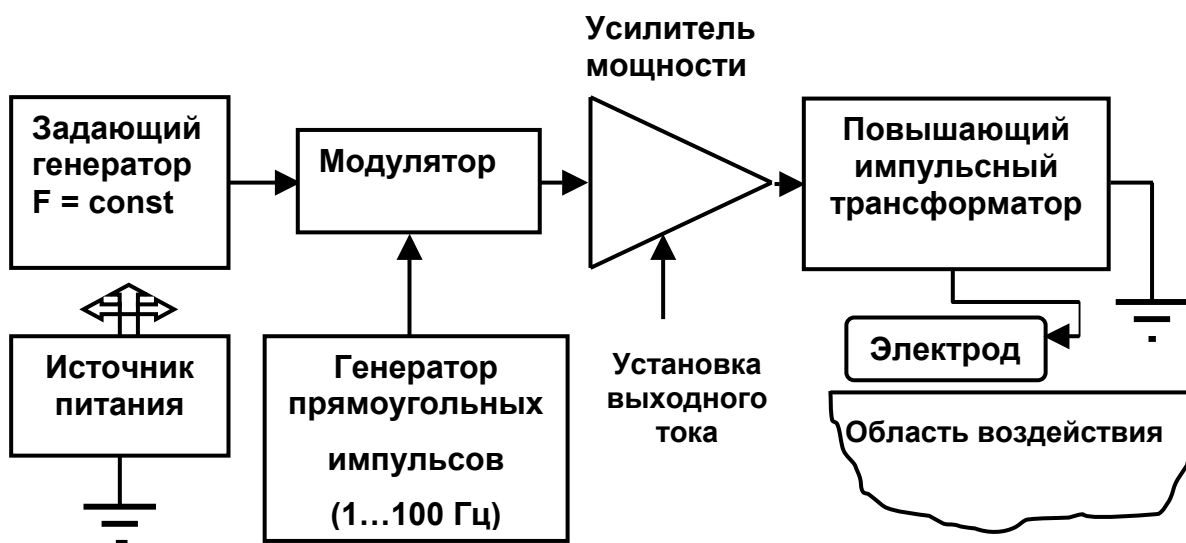 Усилитель
мощности
Задающий
генератор
F = const
Модулятор
Повышающий
импульсный
трансформатор
Источник
питания
Генератор
прямоугольных
импульсов
(1…100 Гц)
Установка
выходного
тока
Электрод
Область воздействия